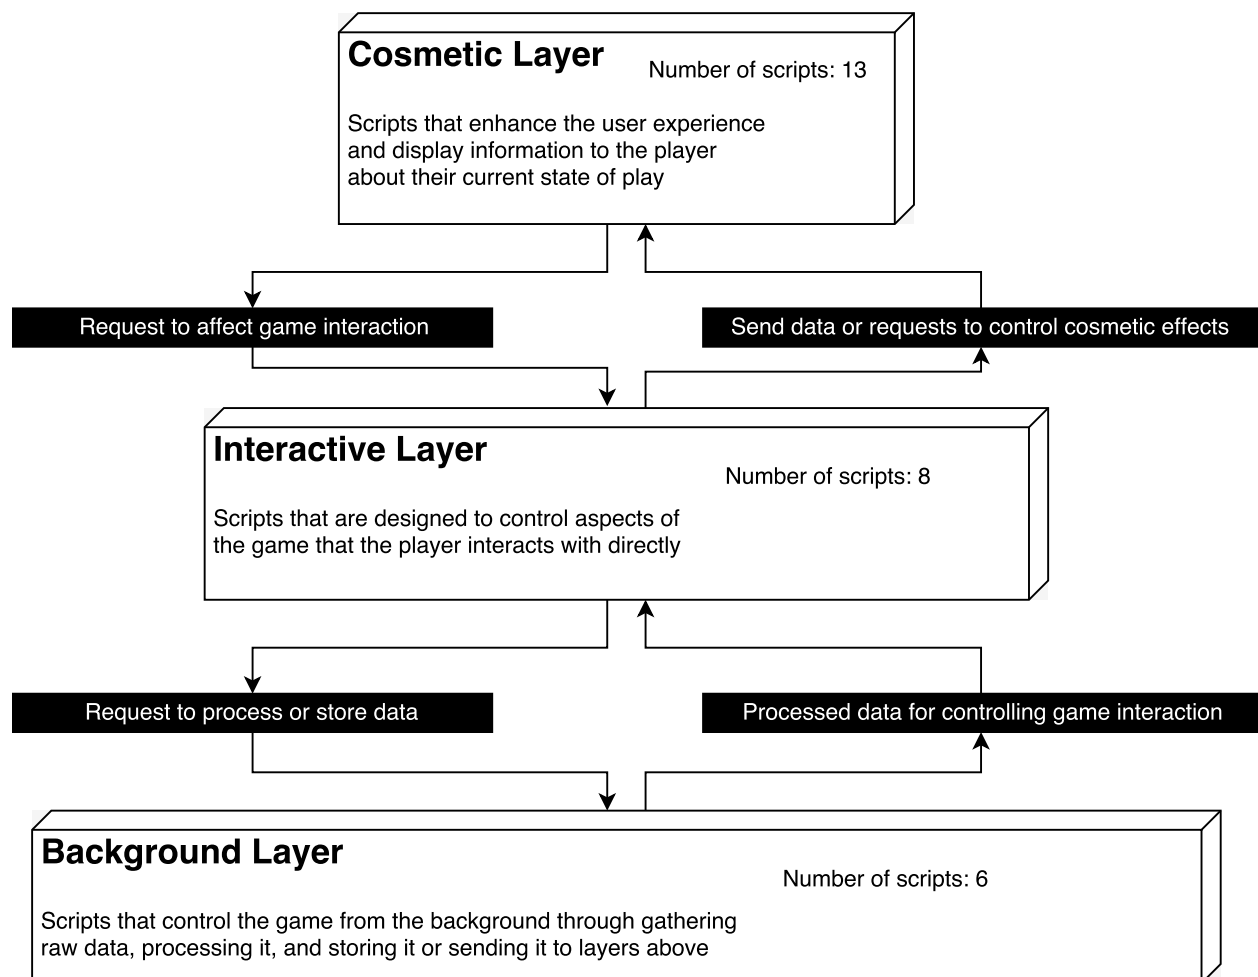 Cosmetic Layer
Number of scripts: 13
Scripts that enhance the user experience
and display information to the player
about their current state of play
Request to affect game interaction
Send data or requests to control cosmetic effects
Interactive Layer
Number of scripts: 8
Scripts that are designed to control aspects of
the game that the player interacts with directly
Request to process or store data
Processed data for controlling game interaction
Background Layer
Number of scripts: 6
Scripts that control the game from the background through gathering
raw data, processing it, and storing it or sending it to layers above